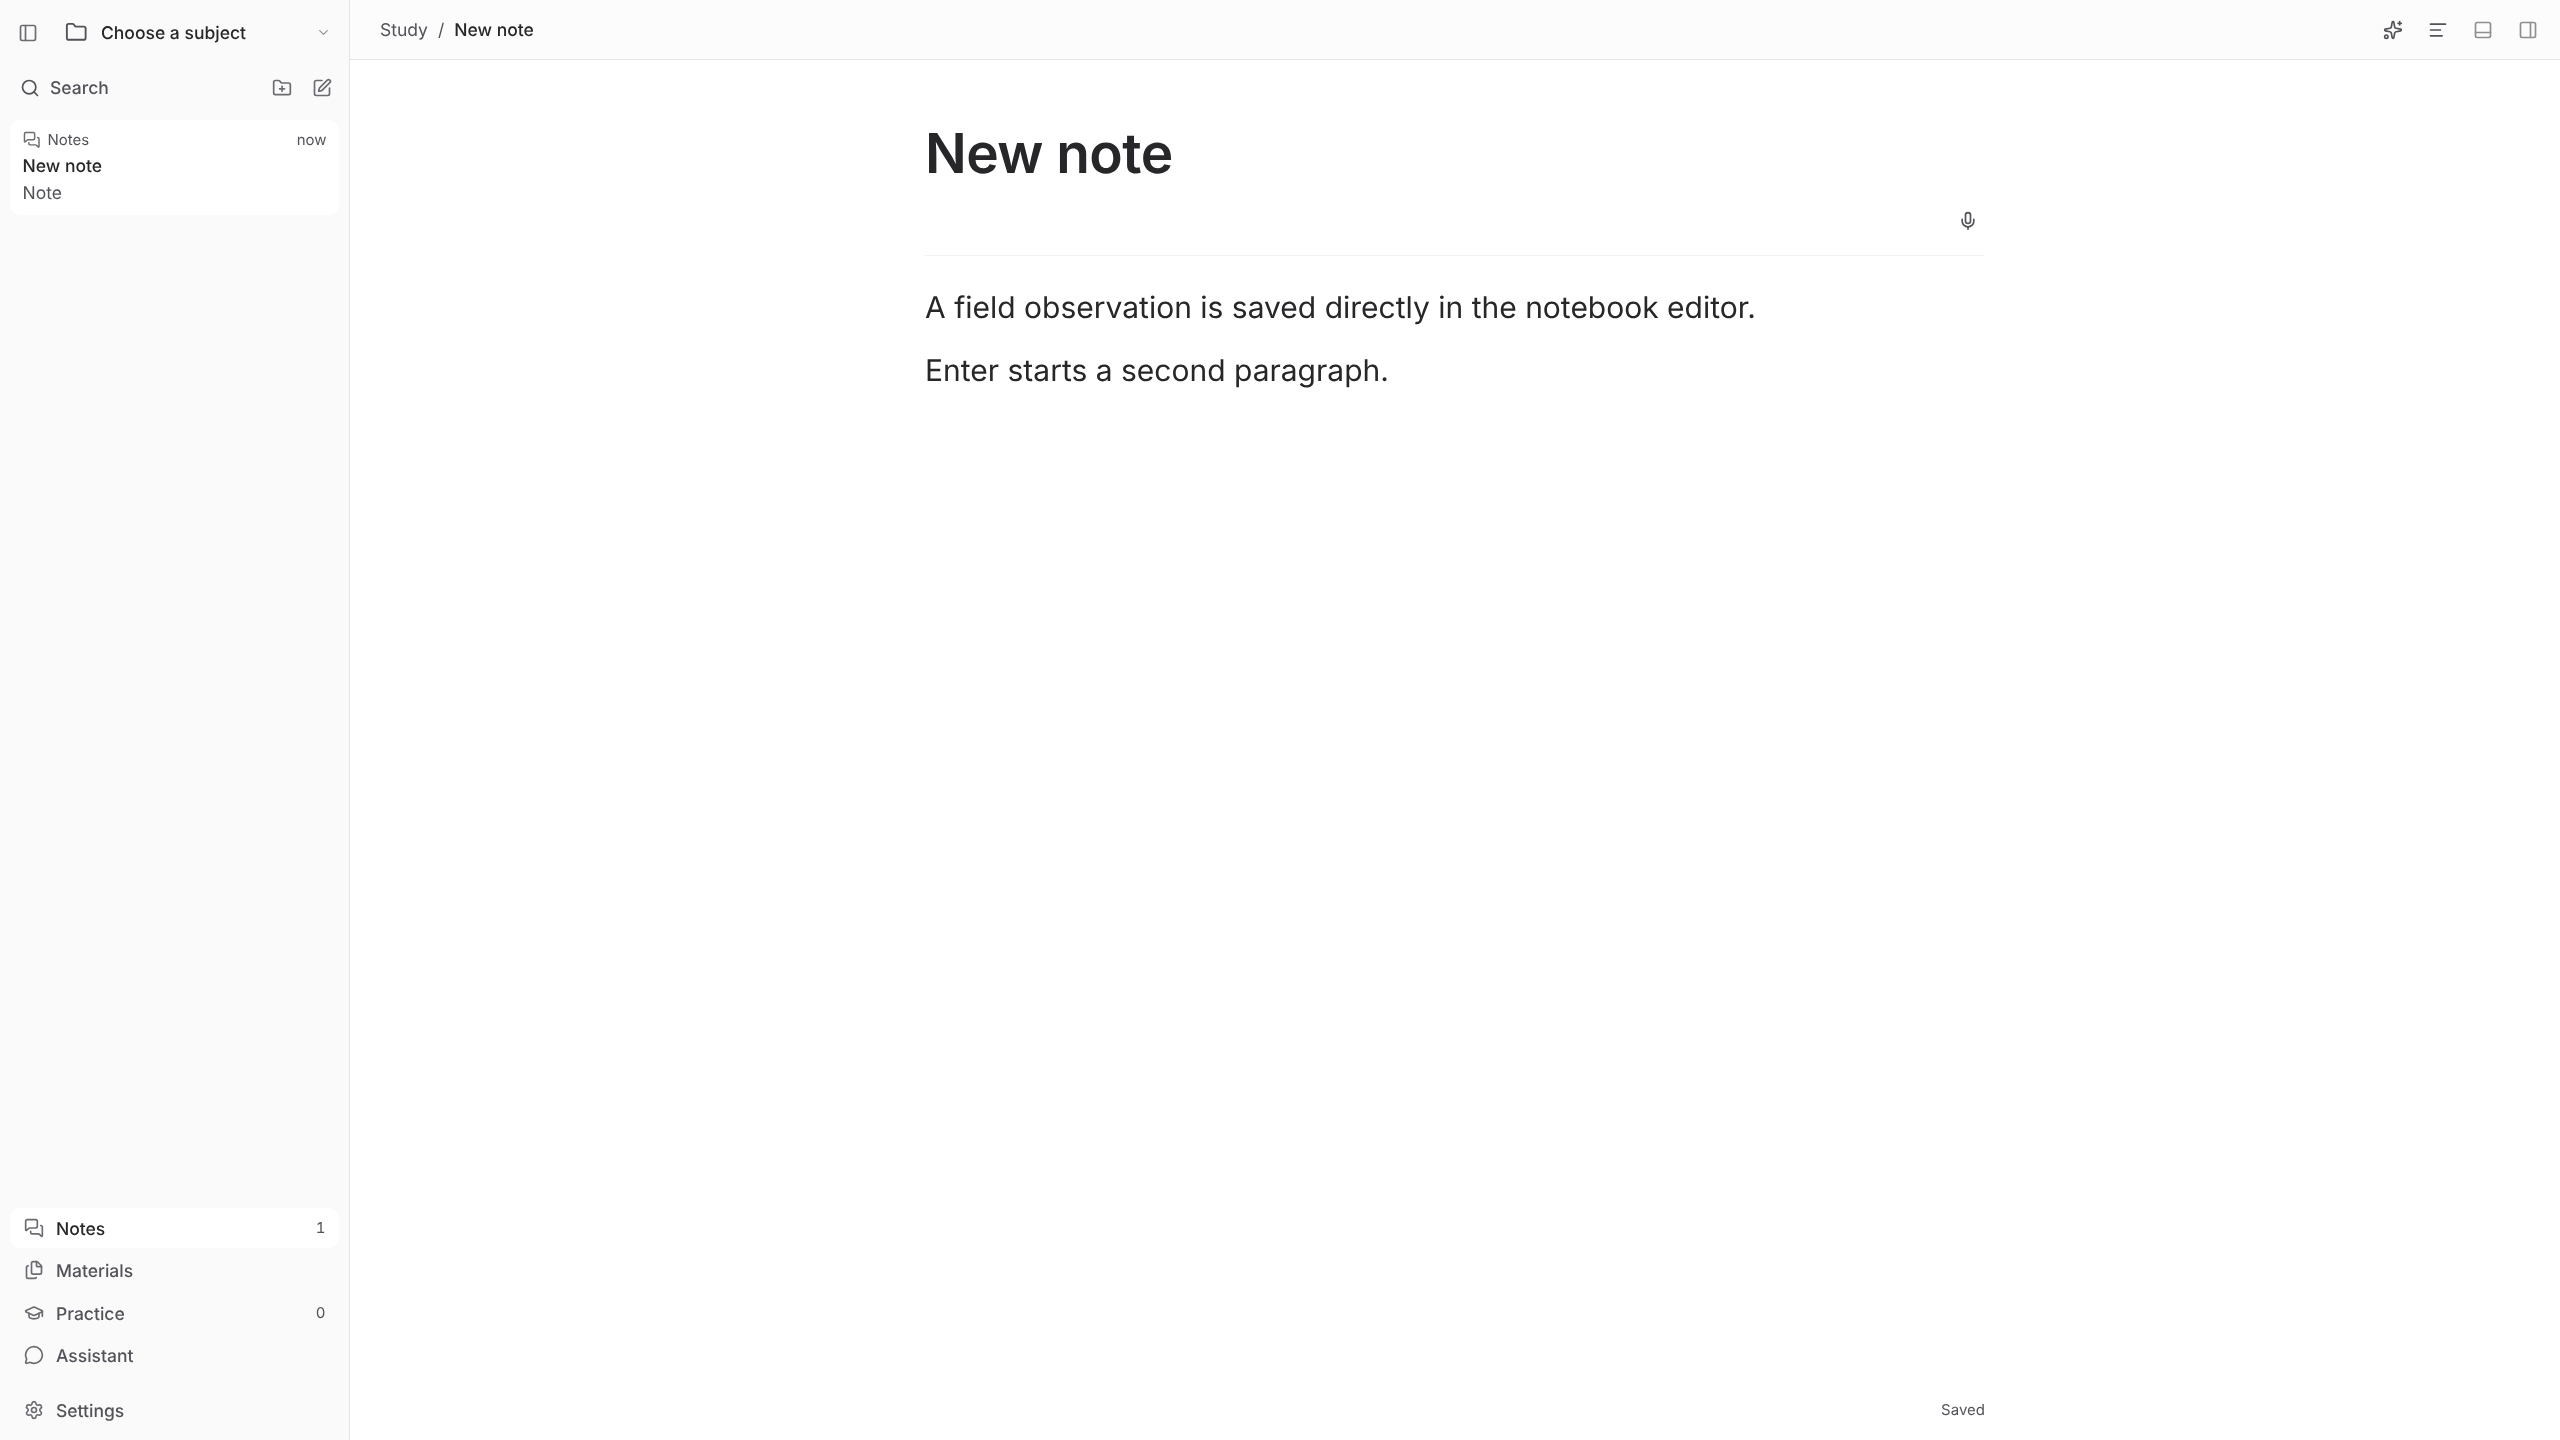 Choose a subject
Search
Notes now
New note
Note
Notes 1
Materials
Practice 0
Assistant
Settings
Study / New note
New note
A field observation is saved directly in the notebook editor.
Enter starts a second paragraph.
Saved